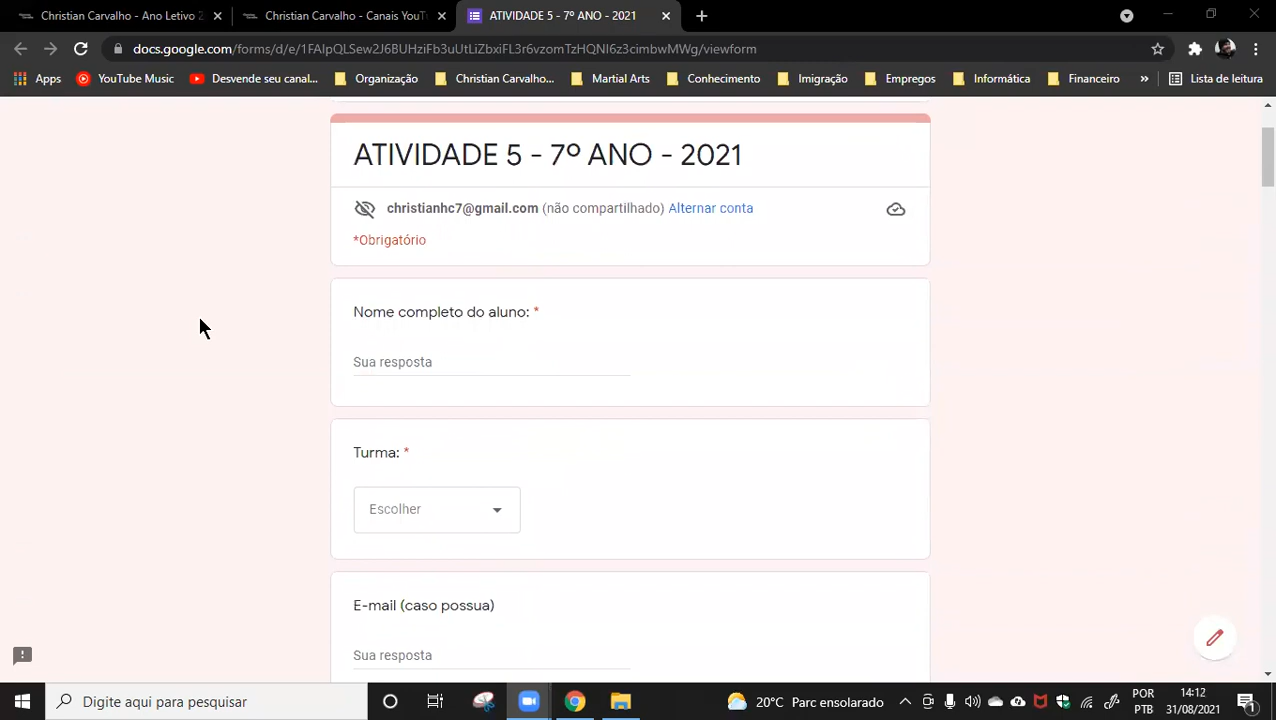 Christian Carvalho - Ano Letivo 2
Christian Carvalho - Canais YouT
ATIVIDADE 5 - 7º ANO - 2021
docs.google.com/forms/d/e/1FAIpQLSew2J6BUHziFb3uUtLiZbxiFL3r6vzomTzHQNI6z3cimbwMWg/viewform
Apps
YouTube Music
Desvende seu canal...
Organização
Christian Carvalho...
Martial Arts
Conhecimento
Imigração
Empregos
Informática
Financeiro
»
Lista de leitura
ATIVIDADE 5 - 7º ANO - 2021
christianhc7@gmail.com (não compartilhado) Alternar conta
*Obrigatório
Nome completo do aluno: *
Sua resposta
Turma: *
Escolher
E-mail (caso possua)
Sua resposta
Digite aqui para pesquisar
20°C Parc ensolarado
POR
PTB
14:12
31/08/2021
1